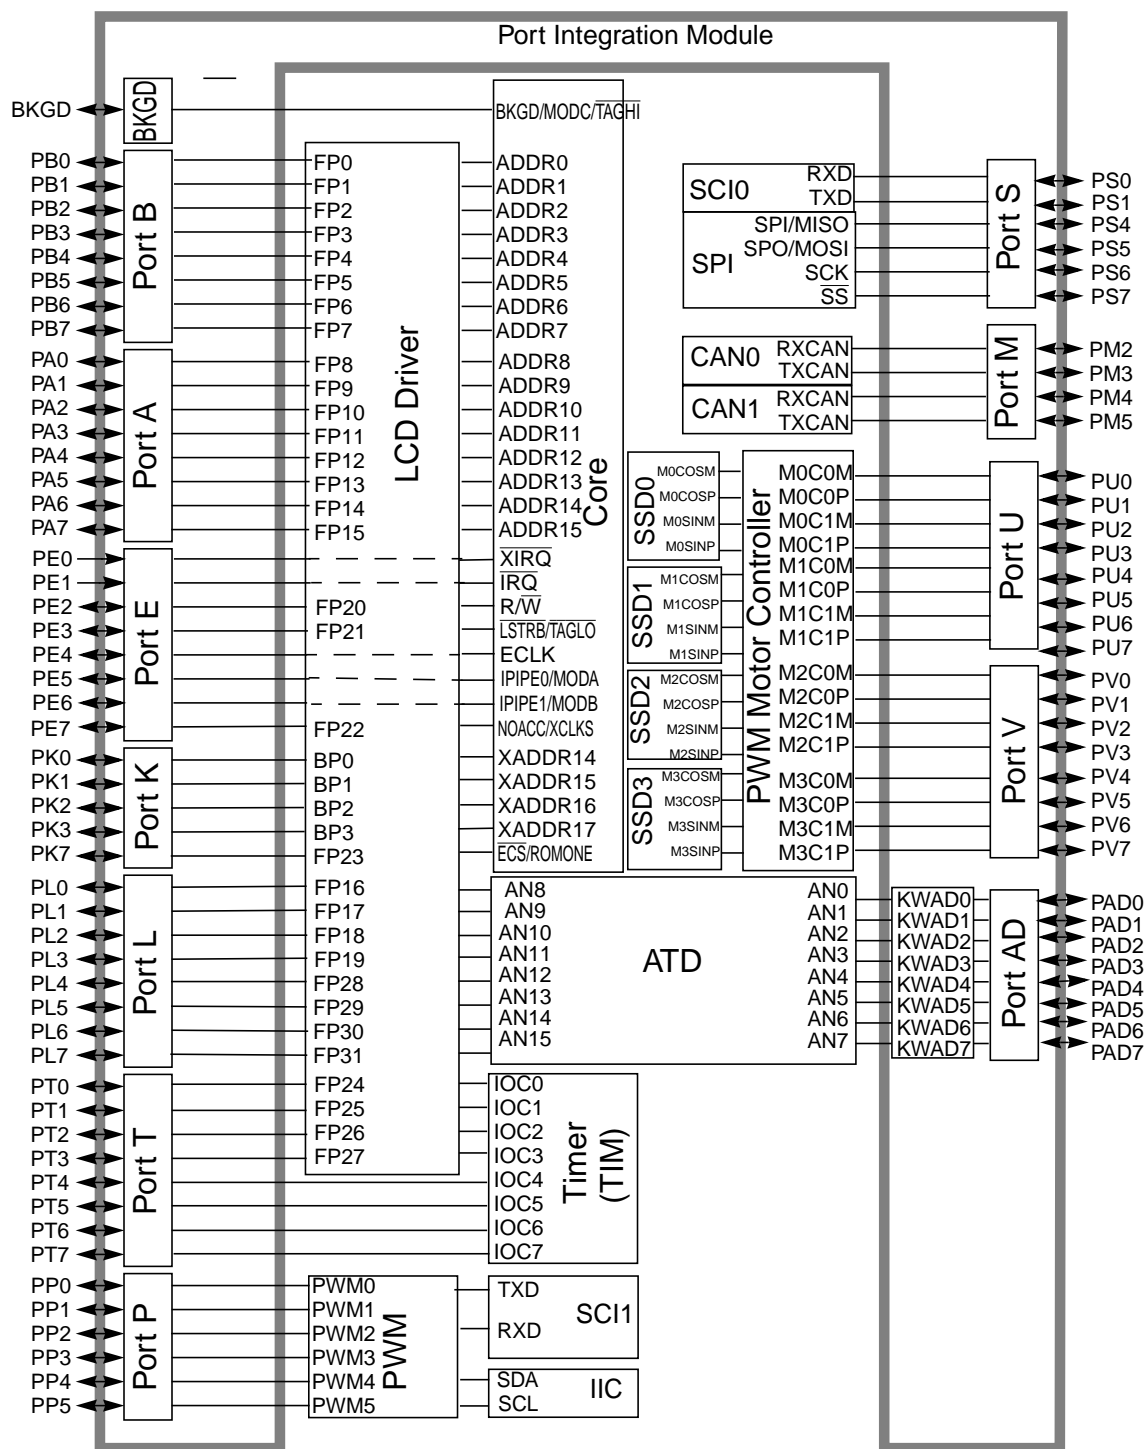 Port Integration Module
BKGD
BKGD
BKGD/MODC/TAGHI
PB0
PB1
PB2
PB3
PB4
PB5
PB6
PB7
Port B
FP0
FP1
FP2
FP3
FP4
FP5
FP6
FP7
ADDR0
ADDR1
ADDR2
ADDR3
ADDR4
ADDR5
ADDR6
ADDR7
PA0
PA1
PA2
PA3
PA4
PA5
PA6
PA7
Port A
FP8
FP9
FP10
FP11
FP12
FP13
FP14
FP15
LCD Driver
ADDR8
ADDR9
ADDR10
ADDR11
ADDR12
ADDR13
ADDR14
ADDR15
Core
PE0
PE1
PE2
PE3
PE4
PE5
PE6
PE7
Port E
FP20
FP21
FP22
XIRQ
IRQ
R/W
LSTRB/TAGLO
ECLK
IPIPE0/MODA
IPIPE1/MODB
NOACC/XCLKS
PK0
PK1
PK2
PK3
PK7
Port K
BP0
BP1
BP2
BP3
FP23
XADDR14
XADDR15
XADDR16
XADDR17
ECS/ROMONE
PL0
PL1
PL2
PL3
PL4
PL5
PL6
PL7
Port L
FP16
FP17
FP18
FP19
FP28
FP29
FP30
FP31
AN8
AN9
AN10
AN11
AN12
AN13
AN14
AN15
ATD
AN0
AN1
AN2
AN3
AN4
AN5
AN6
AN7
KWAD0
KWAD1
KWAD2
KWAD3
KWAD4
KWAD5
KWAD6
KWAD7
Port AD
PAD0
PAD1
PAD2
PAD3
PAD4
PAD5
PAD6
PAD7
PT0
PT1
PT2
PT3
PT4
PT5
PT6
PT7
Port T
FP24
FP25
FP26
FP27
IOC0
IOC1
IOC2
IOC3
IOC4
IOC5
IOC6
IOC7
Timer
(TIM)
PP0
PP1
PP2
PP3
PP4
PP5
Port P
PWM0
PWM1
PWM2
PWM3
PWM4
PWM5
PWM
TXD
RXD
SCI1
SDA
SCL
IIC
SCI0
RXD
TXD
SPI
SPI/MISO
SPO/MOSI
SCK
SS
Port S
PS0
PS1
PS4
PS5
PS6
PS7
CAN0
RXCAN
TXCAN
CAN1
RXCAN
TXCAN
Port M
PM2
PM3
PM4
PM5
SSD0
M0COSM
M0COSP
M0SINM
M0SINP
SSD1
M1COSM
M1COSP
M1SINM
M1SINP
SSD2
M2COSM
M2COSP
M2SINM
M2SINP
SSD3
M3COSM
M3COSP
M3SINM
M3SINP
PWM Motor Controller
M0C0M
M0C0P
M0C1M
M0C1P
M1C0M
M1C0P
M1C1M
M1C1P
M2C0M
M2C0P
M2C1M
M2C1P
M3C0M
M3C0P
M3C1M
M3C1P
Port U
PU0
PU1
PU2
PU3
PU4
PU5
PU6
PU7
Port V
PV0
PV1
PV2
PV3
PV4
PV5
PV6
PV7